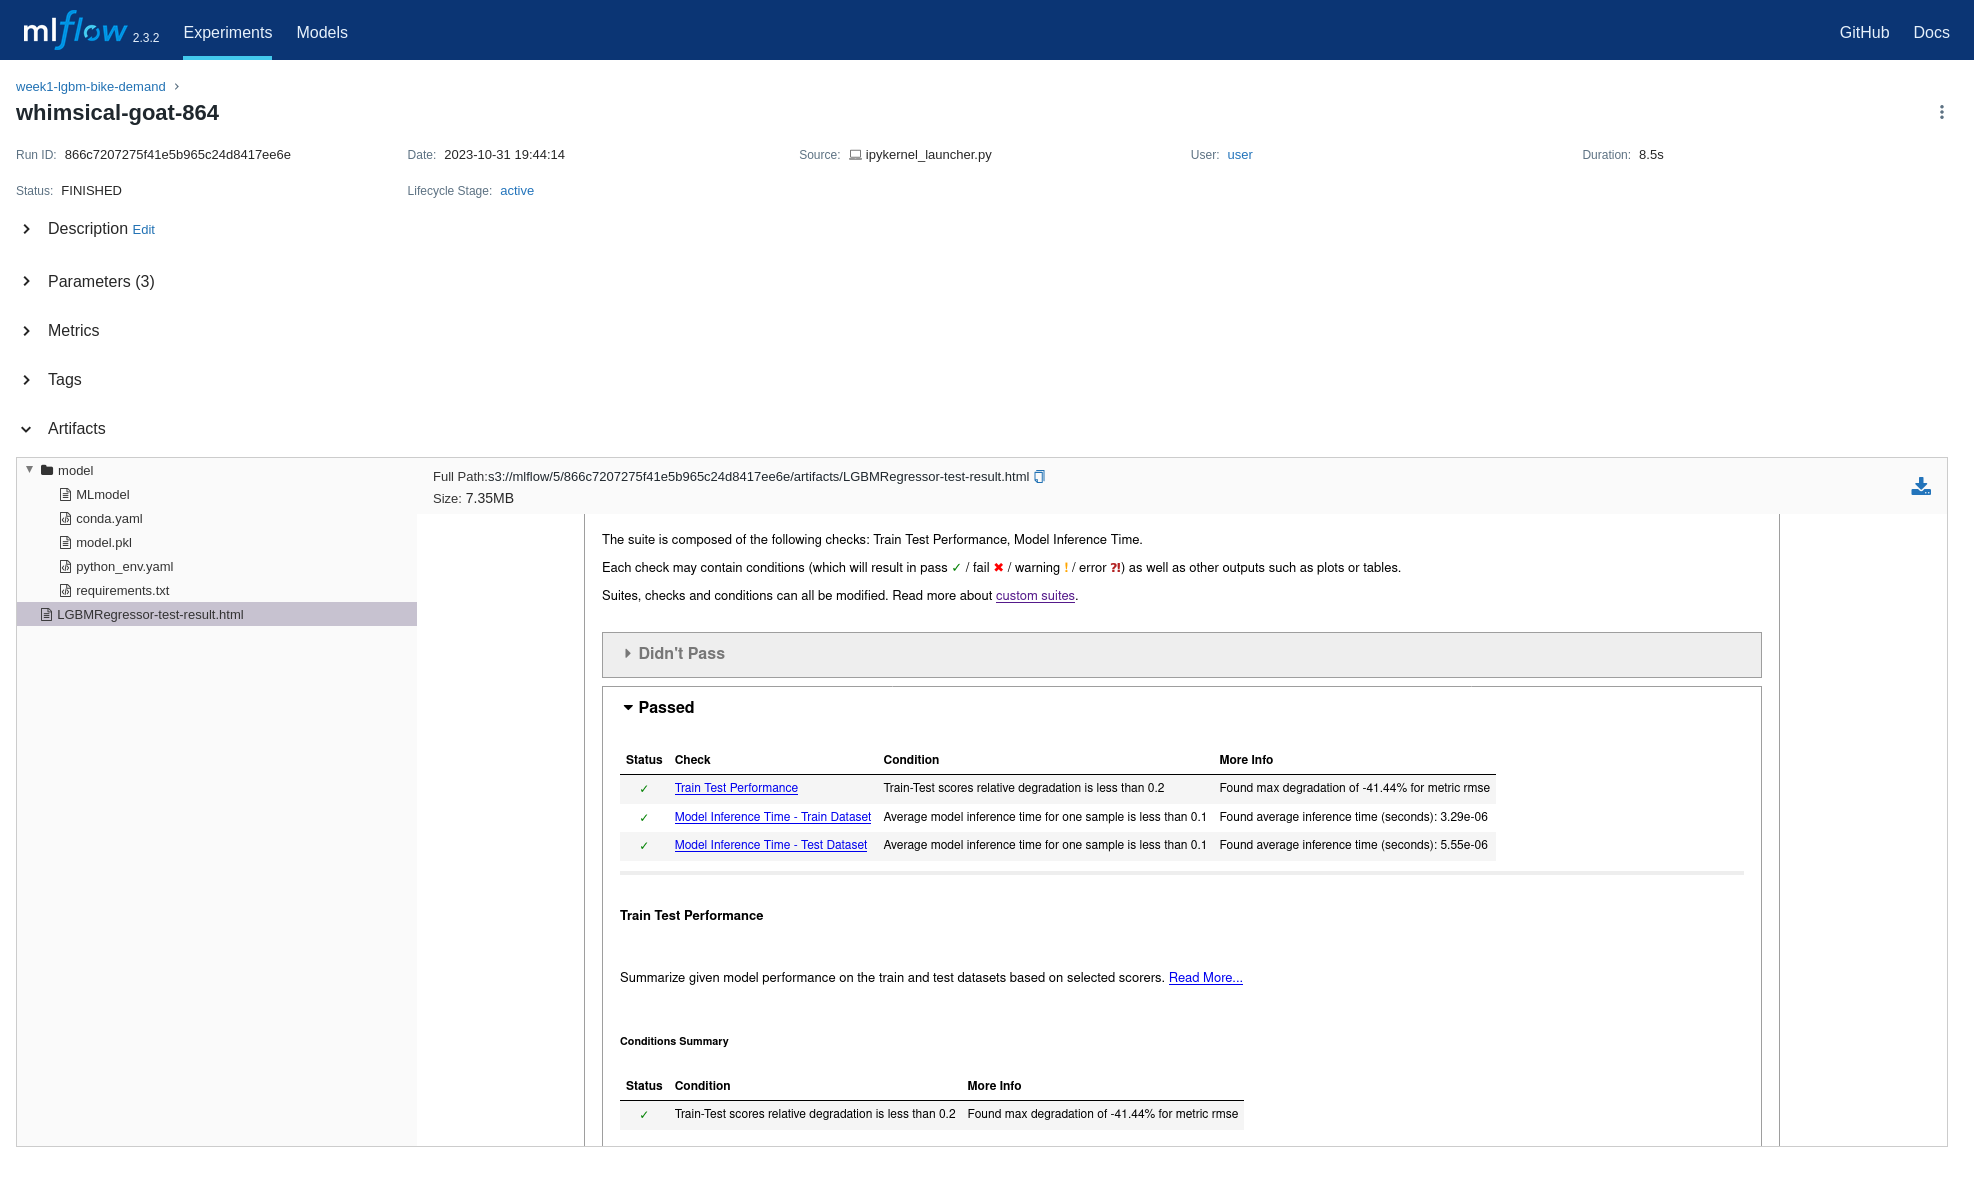 mlflow 2.3.2 Experiments Models GitHub Docs
week1-lgbm-bike-demand
whimsical-goat-864
Run ID: 866c7207275f41e5b965c24d8417ee6e Date: 2023-10-31 19:44:14 Source: ipykernel_launcher.py User: user Duration: 8.5s
Status: FINISHED Lifecycle Stage: active
Description Edit
Parameters (3)
Metrics
Tags
Artifacts
model
MLmodel
conda.yaml
model.pkl
python_env.yaml
requirements.txt
LGBMRegressor-test-result.html
Full Path:s3://mlflow/5/866c7207275f41e5b965c24d8417ee6e/artifacts/LGBMRegressor-test-result.html
Size: 7.35MB
The suite is composed of the following checks: Train Test Performance, Model Inference Time.
Each check may contain conditions (which will result in pass ✓ / fail ✖ / warning ! / error ⁈) as well as other outputs such as plots or tables.
Suites, checks and conditions can all be modified. Read more about custom suites.
Didn't Pass
Passed
Status Check Condition More Info
✓ Train Test Performance Train-Test scores relative degradation is less than 0.2 Found max degradation of -41.44% for metric rmse
✓ Model Inference Time - Train Dataset Average model inference time for one sample is less than 0.1 Found average inference time (seconds): 3.29e-06
✓ Model Inference Time - Test Dataset Average model inference time for one sample is less than 0.1 Found average inference time (seconds): 5.55e-06
Train Test Performance
Summarize given model performance on the train and test datasets based on selected scorers. Read More...
Conditions Summary
Status Condition More Info
✓ Train-Test scores relative degradation is less than 0.2 Found max degradation of -41.44% for metric rmse